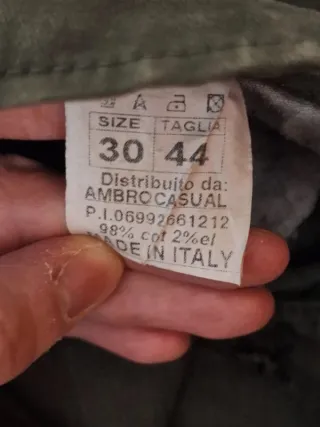 SIZE TAGLIA
30 44
Distribuito da:
AMBROCASUAL
P.I.06992661212
98% cot 2%el
MADE IN ITALY